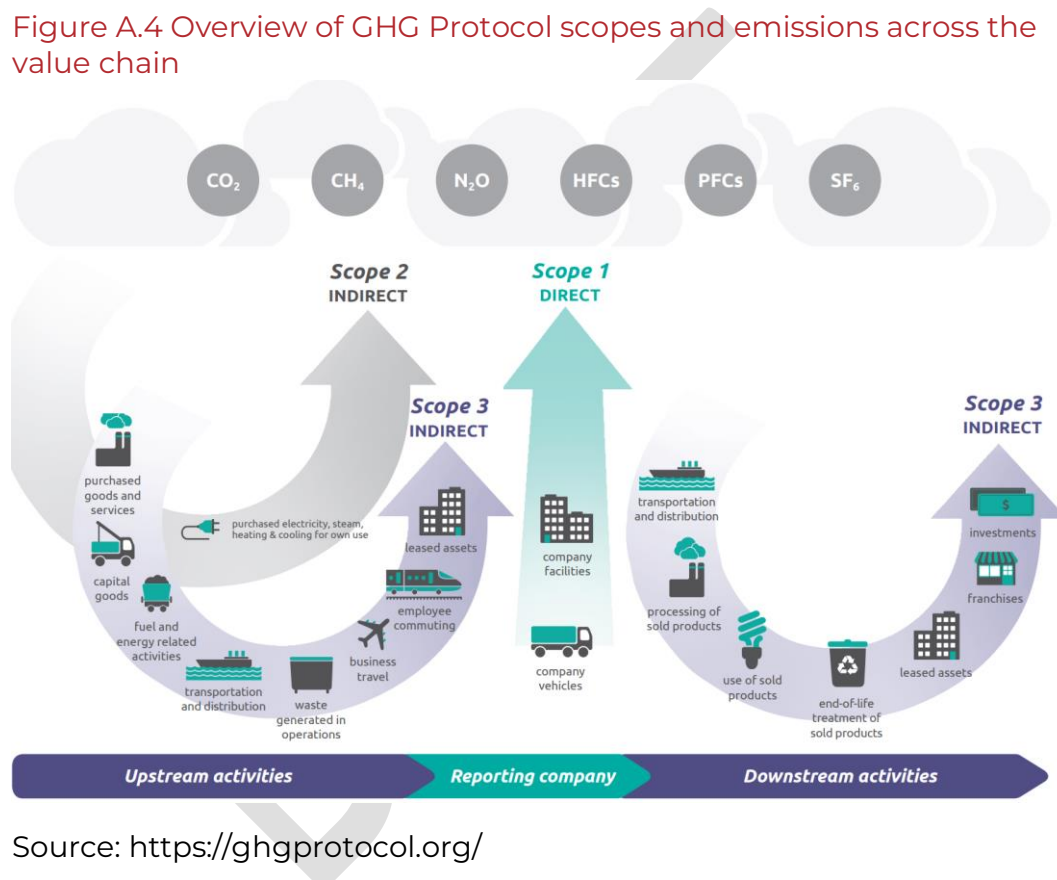 Figure A.4 Overview of GHG Protocol scopes and emissions across the
value chain
CO₂
CH₄
N₂O
HFCs
PFCs
SF₆
Scope 2
INDIRECT
Scope 1
DIRECT
Scope 3
INDIRECT
Scope 3
INDIRECT
purchased
goods and
services
capital
goods
fuel and
energy related
activities
transportation
and distribution
waste
generated in
operations
business
travel
employee
commuting
leased assets
purchased electricity, steam,
heating & cooling for own use
company
facilities
company
vehicles
transportation
and distribution
processing of
sold products
use of sold
products
end-of-life
treatment of
sold products
leased assets
franchises
$
investments
Upstream activities
Reporting company
Downstream activities
Source: https://ghgprotocol.org/